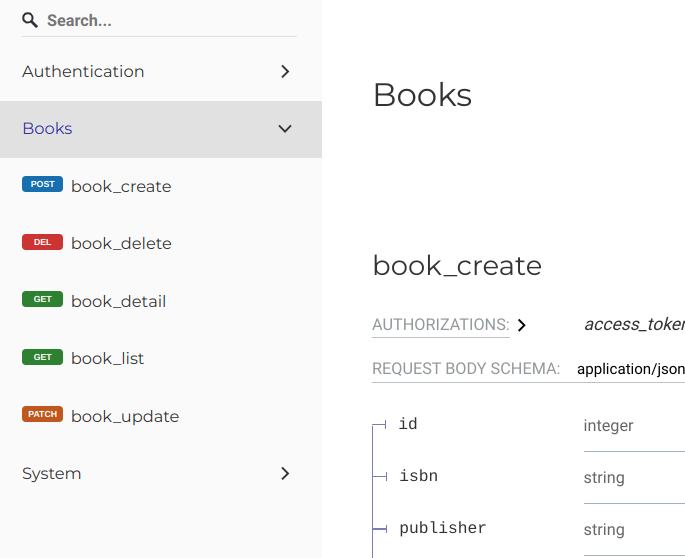 Search...
Authentication
Books
POST book_create
DEL book_delete
GET book_detail
GET book_list
PATCH book_update
System
Books
book_create
AUTHORIZATIONS: access_token
REQUEST BODY SCHEMA: application/json
id integer
isbn string
publisher string